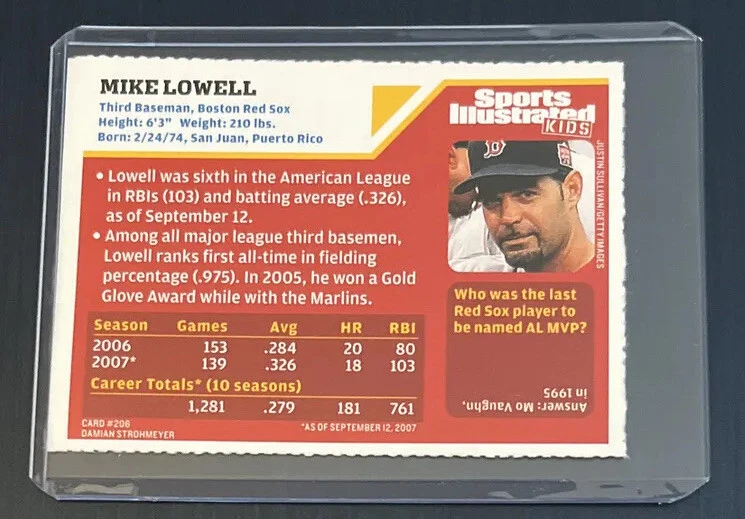 MIKE LOWELL
Third Baseman, Boston Red Sox
Height: 6'3" Weight: 210 lbs.
Born: 2/24/74, San Juan, Puerto Rico
Sports
Illustrated
KIDS
JUSTIN SULLIVAN/GETTY IMAGES
• Lowell was sixth in the American League
in RBIs (103) and batting average (.326),
as of September 12.
• Among all major league third basemen,
Lowell ranks first all-time in fielding
percentage (.975). In 2005, he won a Gold
Glove Award while with the Marlins.
Season Games Avg HR RBI
2006 153 .284 20 80
2007* 139 .326 18 103
Career Totals* (10 seasons)
1,281 .279 181 761
CARD #206
DAMIAN STROHMEYER
*AS OF SEPTEMBER 12, 2007
Who was the last
Red Sox player to
be named AL MVP?
Answer: Mo Vaughn,
in 1995
B